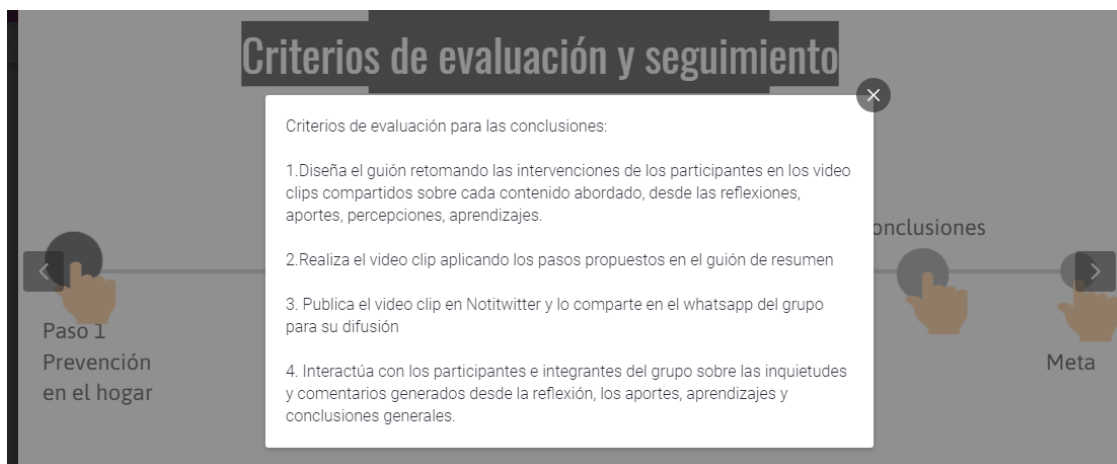 Criterios de evaluación y seguimiento
Criterios de evaluación para las conclusiones:
1.Diseña el guión retomando las intervenciones de los participantes en los video
clips compartidos sobre cada contenido abordado, desde las reflexiones,
aportes, percepciones, aprendizajes.
2.Realiza el video clip aplicando los pasos propuestos en el guión de resumen
3. Publica el video clip en Notitwitter y lo comparte en el whatsapp del grupo
para su difusión
4. Interactúa con los participantes e integrantes del grupo sobre las inquietudes
y comentarios generados desde la reflexión, los aportes, aprendizajes y
conclusiones generales.
onclusiones
Paso 1
Prevención
en el hogar
Meta